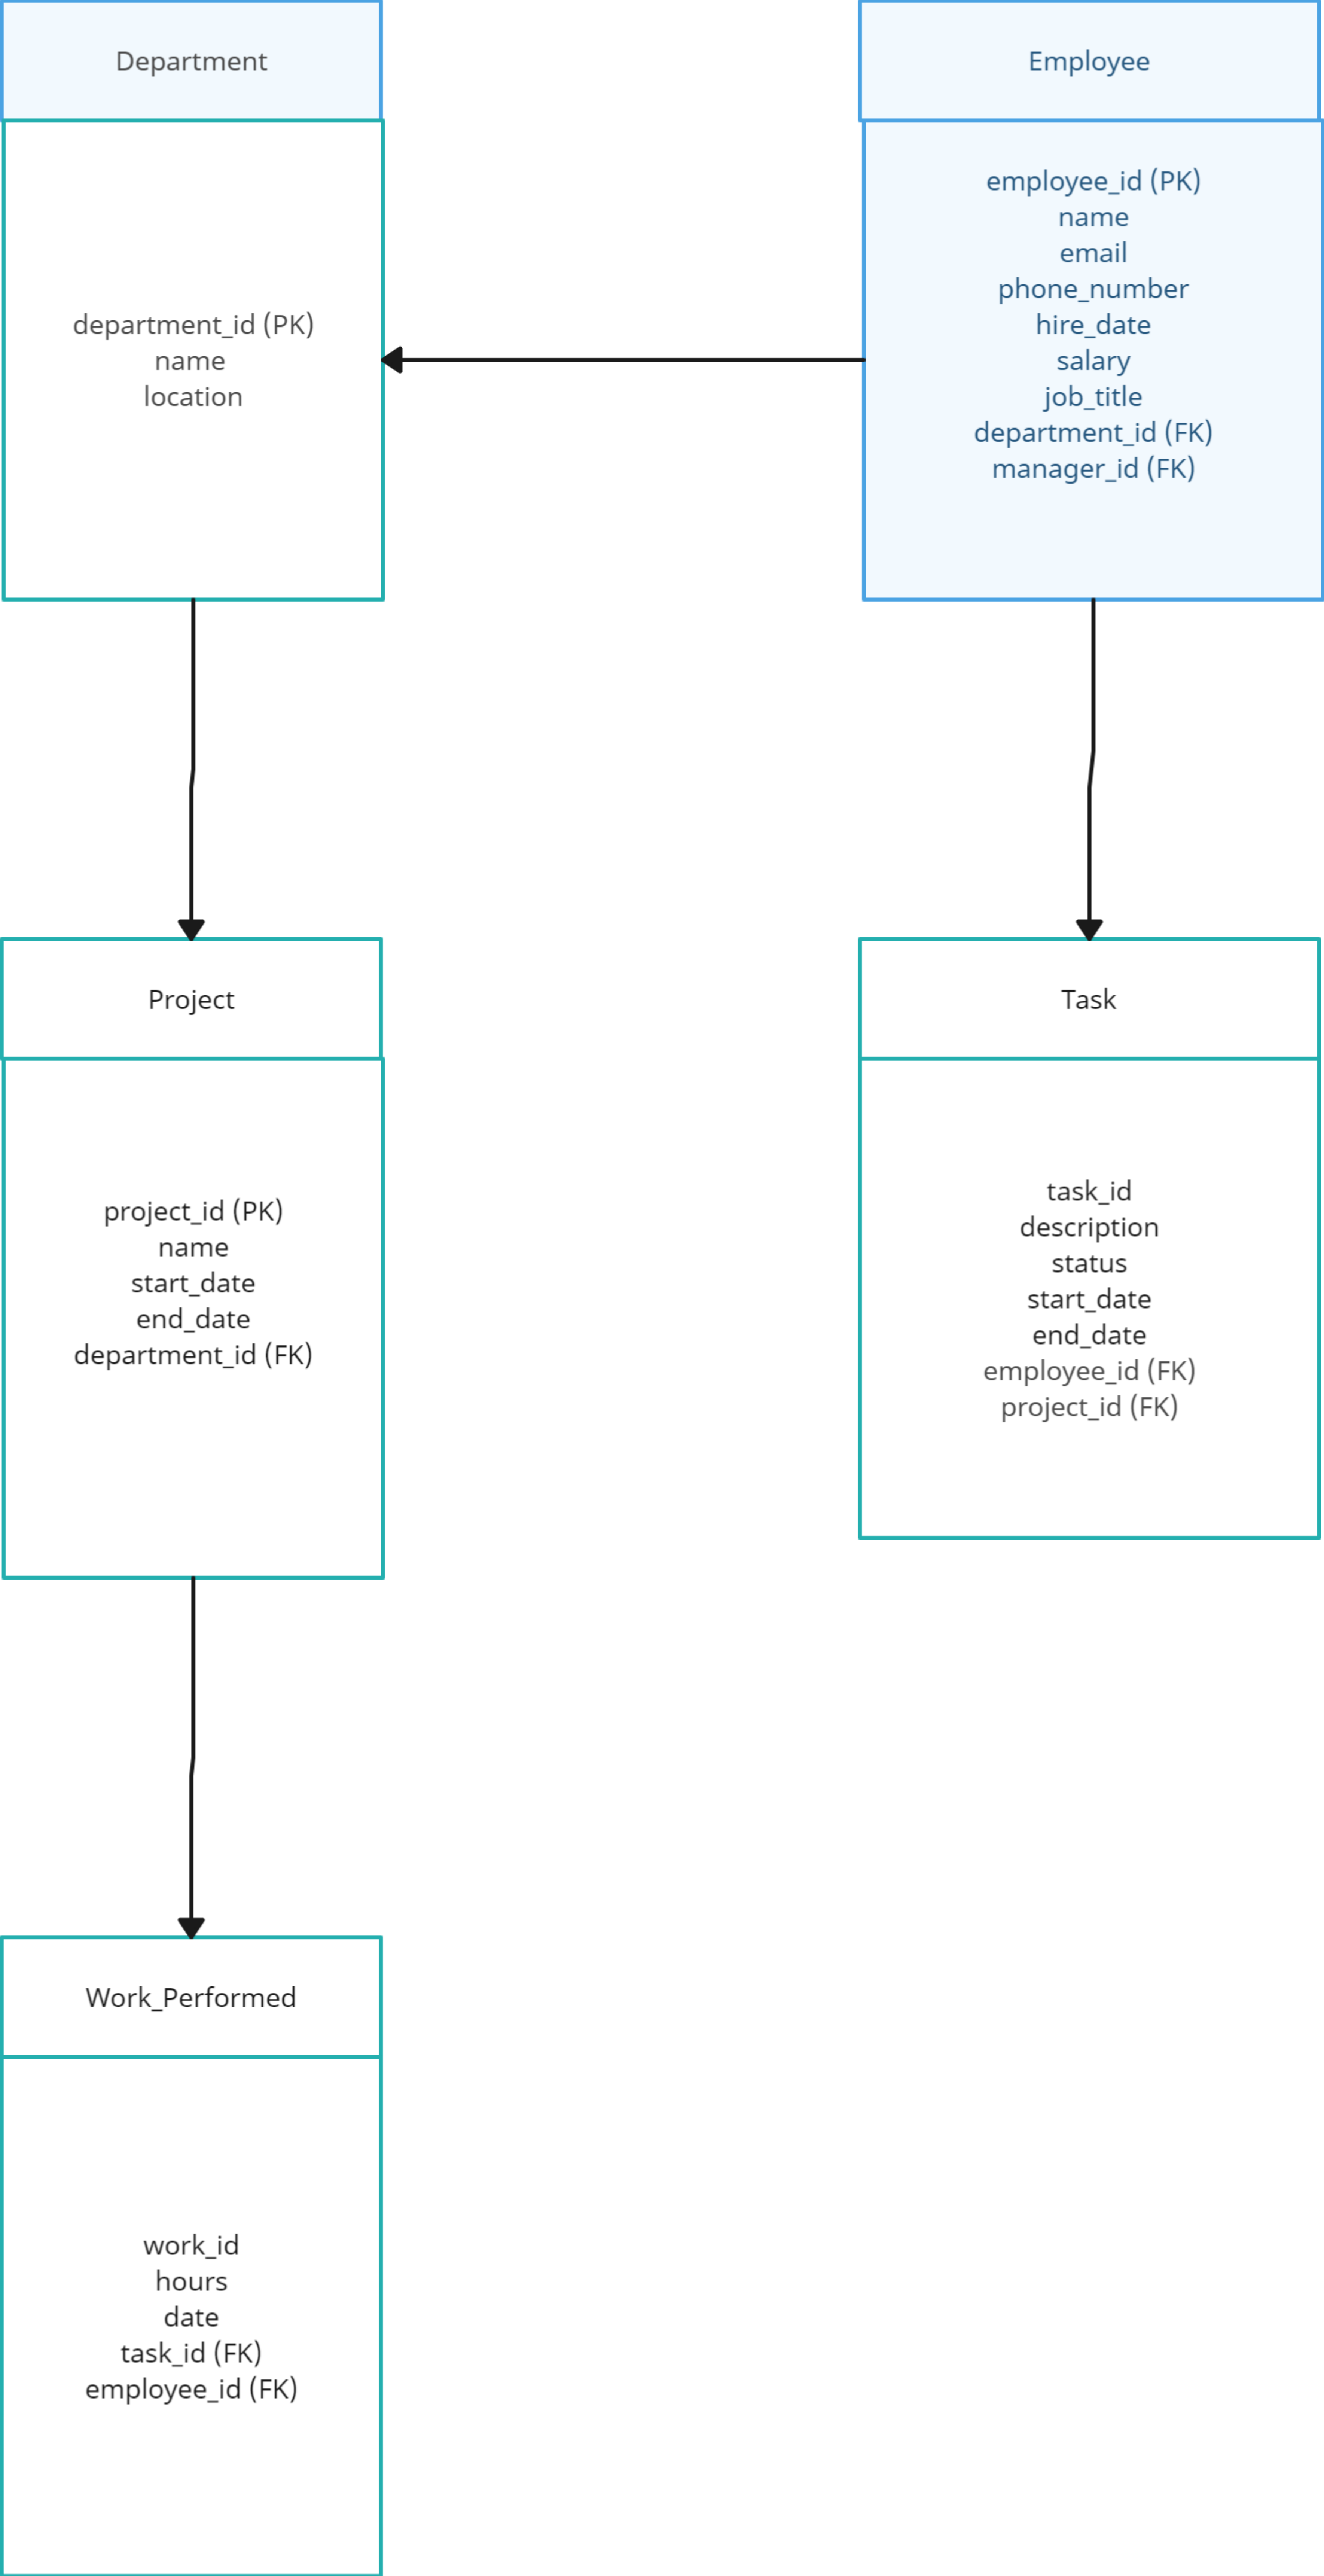 Department
department_id (PK)
name
location
Employee
employee_id (PK)
name
email
phone_number
hire_date
salary
job_title
department_id (FK)
manager_id (FK)
Project
project_id (PK)
name
start_date
end_date
department_id (FK)
Task
task_id
description
status
start_date
end_date
employee_id (FK)
project_id (FK)
Work_Performed
work_id
hours
date
task_id (FK)
employee_id (FK)